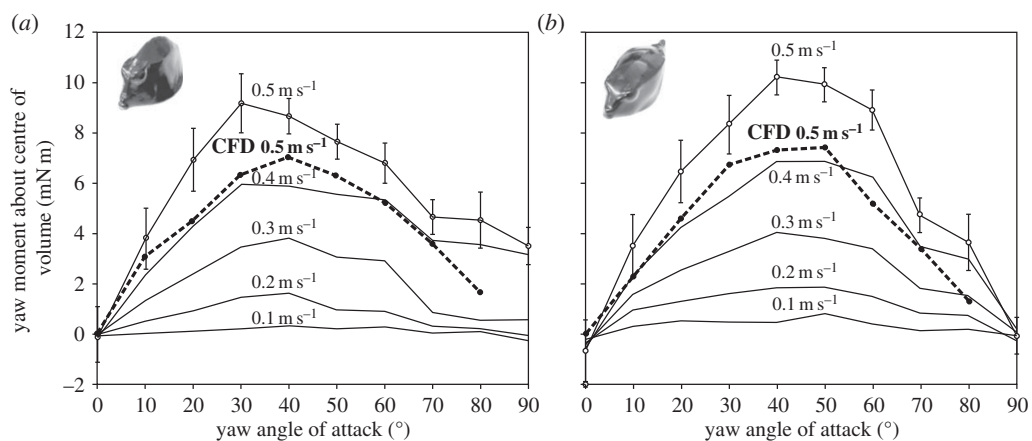 (a)
12
10
8
6
4
2
0
−2
yaw moment about centre of
volume (mN m)
0.5 m s⁻¹
CFD 0.5 m s⁻¹
0.4 m s⁻¹
0.3 m s⁻¹
0.2 m s⁻¹
0.1 m s⁻¹
0 10 20 30 40 50 60 70 80 90
yaw angle of attack (°)
(b)
0.5 m s⁻¹
CFD 0.5 m s⁻¹
0.4 m s⁻¹
0.3 m s⁻¹
0.2 m s⁻¹
0.1 m s⁻¹
0 10 20 30 40 50 60 70 80 90
yaw angle of attack (°)